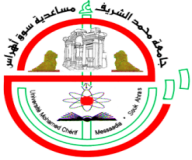 جامعة محمد الشريف مساعدية سوق أهراس
Université Mohamed Chérif Messaadia - Souk Ahras